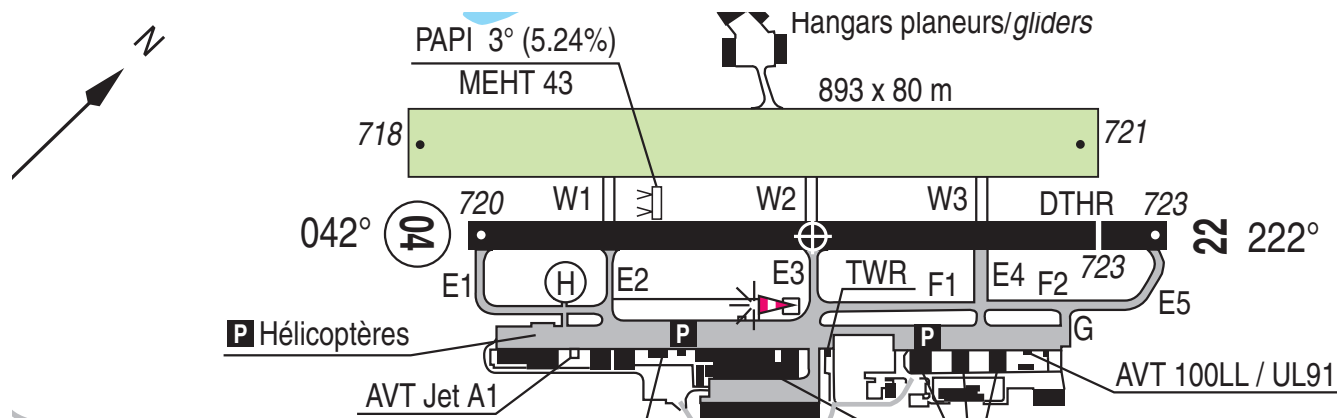 N
Hangars planeurs/gliders
PAPI 3° (5.24%)
MEHT 43
893 x 80 m
718
721
W1
W2
W3
DTHR
720
723
042°
04
22
222°
723
E1
H
E2
E3
TWR
F1
E4
F2
E5
P Hélicoptères
P
P
G
AVT Jet A1
AVT 100LL / UL91